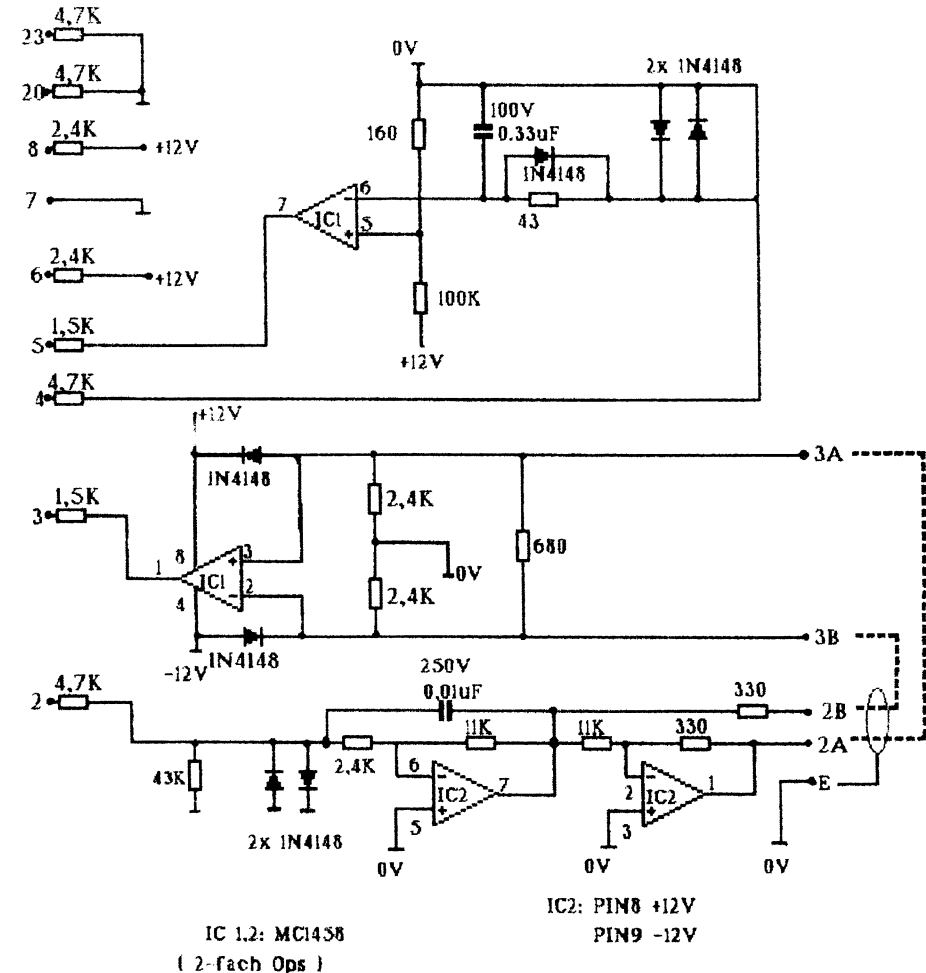 4,7K
23
4,7K
20
2,4K
8
+12V
7
2,4K
6
+12V
1,5K
5
4,7K
4
0V
160
100V
0.33uF
1N4148
43
2x 1N4148
7
IC1
6
5
100K
+12V
+12V
1N4148
1,5K
3
1
8
IC1
3
2
4
-12V
1N4148
2,4K
0V
2,4K
680
3A
3B
4,7K
2
43K
2x 1N4148
250V
0,01uF
2,4K
11K
6
IC2
5
7
0V
11K
330
330
2
IC2
3
1
0V
2B
2A
E
0V
IC2: PIN8 +12V
PIN9 -12V
IC 1,2: MC1458
( 2-fach Ops )